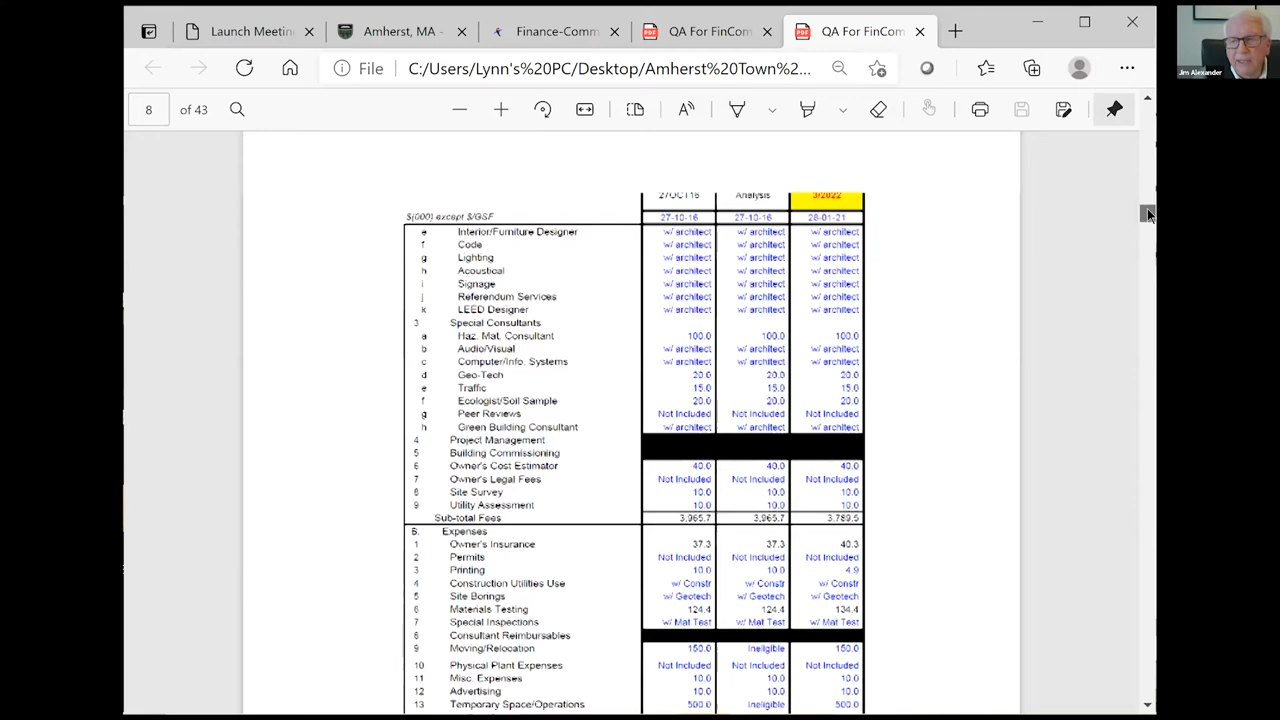 Launch Meetin
Amherst, MA -
Finance-Comm
QA For FinCom
QA For FinCom
File C:/Users/Lynn's%20PC/Desktop/Amherst%20Town%2...
8 of 43
Jim Alexander
27OCT16 Analysis 3/2022
$(000) except $/GSF 27-10-16 27-10-16 28-01-21
e Interior/Furniture Designer w/ architect w/ architect w/ architect
f Code w/ architect w/ architect w/ architect
g Lighting w/ architect w/ architect w/ architect
h Acoustical w/ architect w/ architect w/ architect
i Signage w/ architect w/ architect w/ architect
j Referendum Services w/ architect w/ architect w/ architect
k LEED Designer w/ architect w/ architect w/ architect
3 Special Consultants
a Haz. Mat. Consultant 100.0 100.0 100.0
b Audio/Visual w/ architect w/ architect w/ architect
c Computer/Info. Systems w/ architect w/ architect w/ architect
d Geo-Tech 20.0 20.0 20.0
e Traffic 15.0 15.0 15.0
f Ecologist/Soil Sample 20.0 20.0 20.0
g Peer Reviews Not Included Not Included Not Included
h Green Building Consultant w/ architect w/ architect w/ architect
4 Project Management
5 Building Commissioning
6 Owner's Cost Estimator 40.0 40.0 40.0
7 Owner's Legal Fees Not Included Not Included Not Included
8 Site Survey 10.0 10.0 10.0
9 Utility Assessment 10.0 10.0 10.0
Sub-total Fees 3,965.7 3,965.7 3,789.5
B. Expenses
1 Owner's Insurance 37.3 37.3 40.3
2 Permits Not Included Not Included Not Included
3 Printing 10.0 10.0 4.9
4 Construction Utilities Use w/ Constr w/ Constr w/ Constr
5 Site Borings w/ Geotech w/ Geotech w/ Geotech
6 Materials Testing 124.4 124.4 134.4
7 Special Inspections w/ Mat Test w/ Mat Test w/ Mat Test
8 Consultant Reimbursables
9 Moving/Relocation 150.0 Ineligible 150.0
10 Physical Plant Expenses Not Included Not Included Not Included
11 Misc. Expenses 10.0 10.0 10.0
12 Advertising 10.0 10.0 10.0
13 Temporary Space/Operations 500.0 Ineligible 500.0